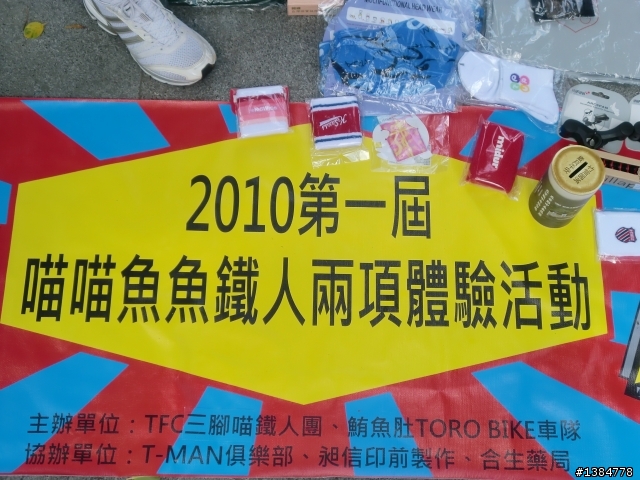 2010第一屆
喵喵魚魚鐵人兩項體驗活動
主辦單位：TFC三腳喵鐵人團、鮪魚肚TORO BIKE車隊
協辦單位：T-MAN俱樂部、昶信印前製作、合生藥局
#1384778